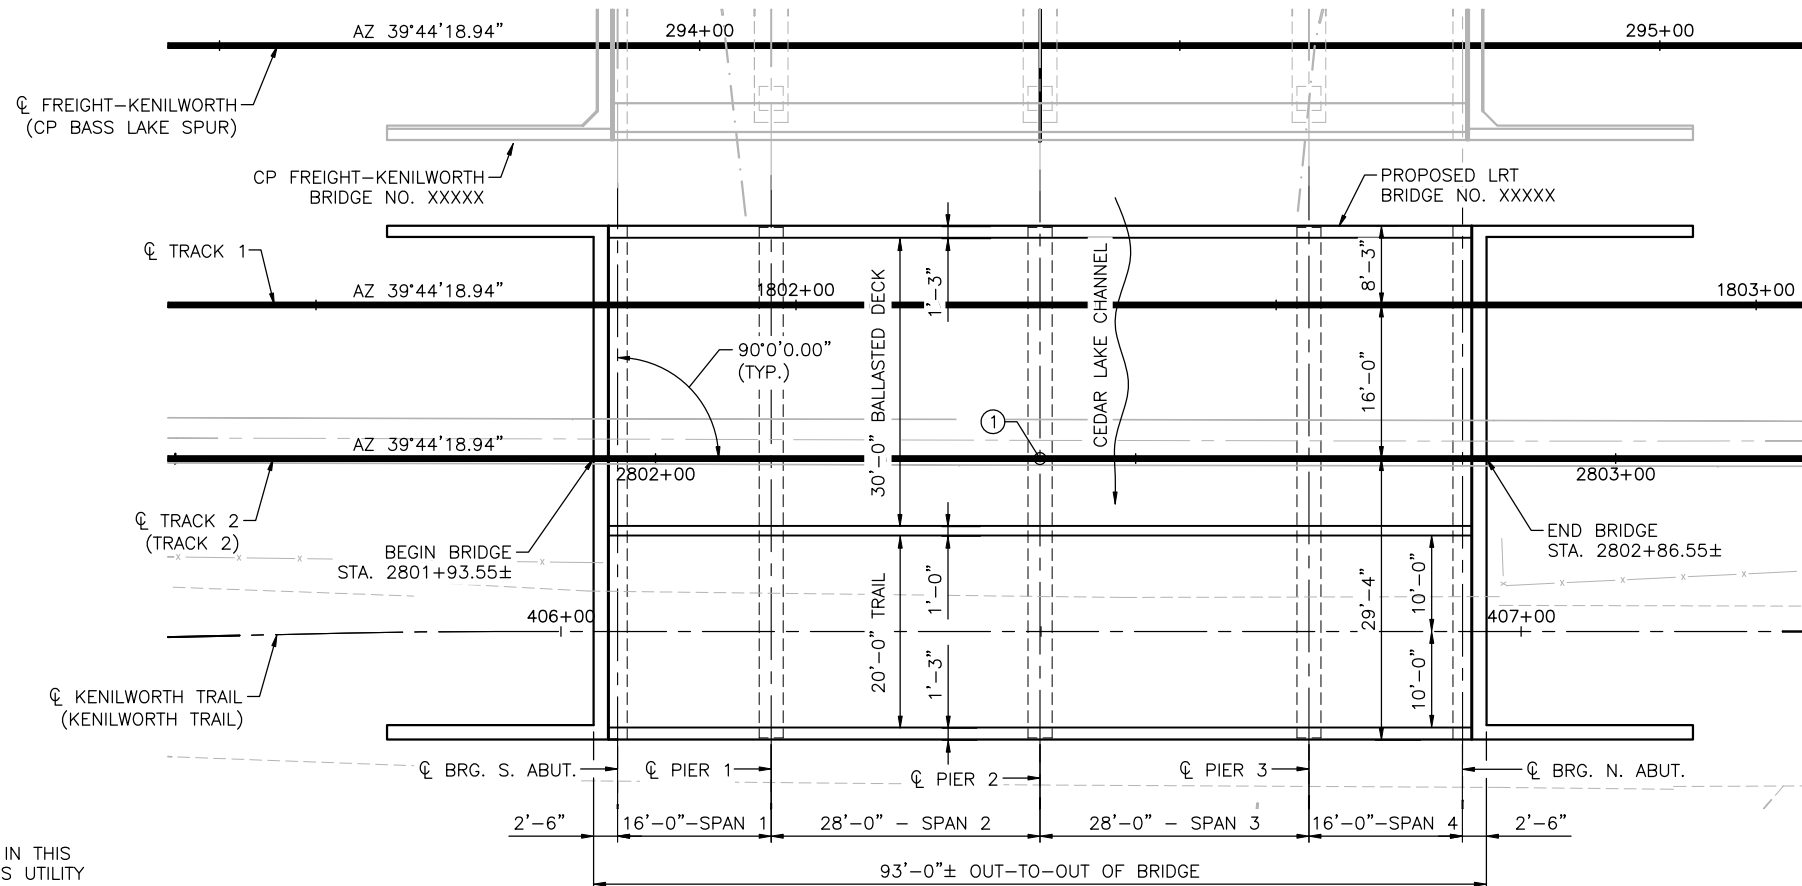 AZ 39°44'18.94"
294+00
295+00
℄ FREIGHT-KENILWORTH
(CP BASS LAKE SPUR)
CP FREIGHT-KENILWORTH
BRIDGE NO. XXXXX
PROPOSED LRT
BRIDGE NO. XXXXX
℄ TRACK 1
AZ 39°44'18.94"
1802+00
1803+00
30'-0" BALLASTED DECK
1'-3"
CEDAR LAKE CHANNEL
8'-3"
16'-0"
90°0'0.00"
(TYP.)
1
AZ 39°44'18.94"
2802+00
2803+00
℄ TRACK 2
(TRACK 2)
BEGIN BRIDGE
STA. 2801+93.55±
END BRIDGE
STA. 2802+86.55±
406+00
407+00
20'-0" TRAIL
1'-0"
1'-3"
29'-4"
10'-0"
10'-0"
℄ KENILWORTH TRAIL
(KENILWORTH TRAIL)
℄ BRG. S. ABUT.
℄ PIER 1
℄ PIER 2
℄ PIER 3
℄ BRG. N. ABUT.
2'-6"
16'-0"-SPAN 1
28'-0" - SPAN 2
28'-0" - SPAN 3
16'-0"-SPAN 4
2'-6"
93'-0"± OUT-TO-OUT OF BRIDGE
IN THIS
S UTILITY